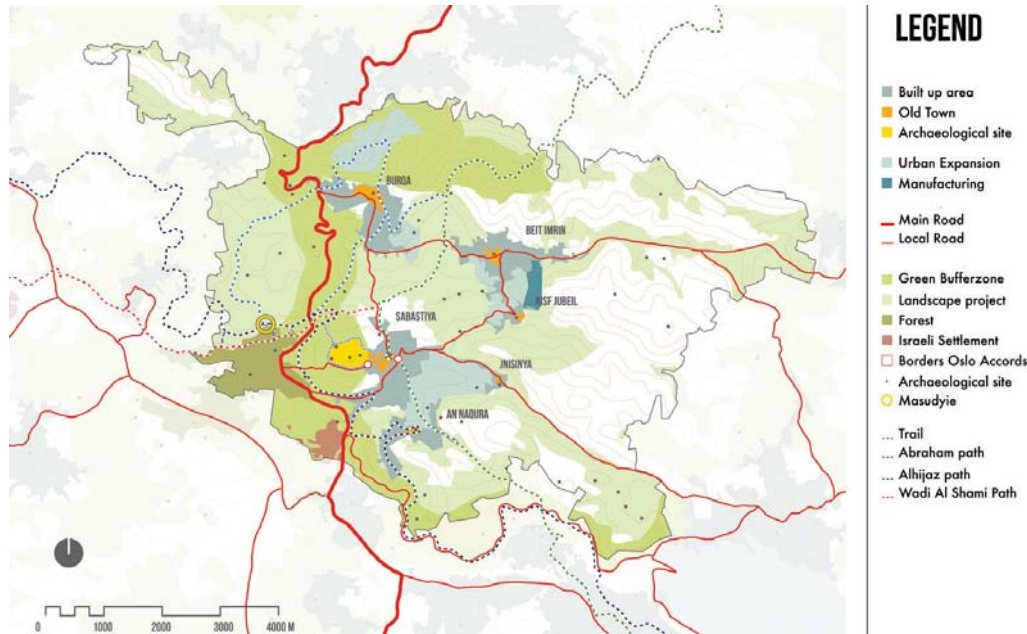 LEGEND
Built up area
Old Town
Archaeological site
Urban Expansion
Manufacturing
Main Road
Local Road
Green Bufferzone
Landscape project
Forest
Israeli Settlement
Borders Oslo Accords
Archaeological site
Masudyie
Trail
Abraham path
Alhijaz path
Wadi Al Shami Path
BURQA
BEIT IMRIN
NISF JUBEIL
SABASTIYA
JNISINYA
AN NAQURA
0 1000 2000 3000 4000 M